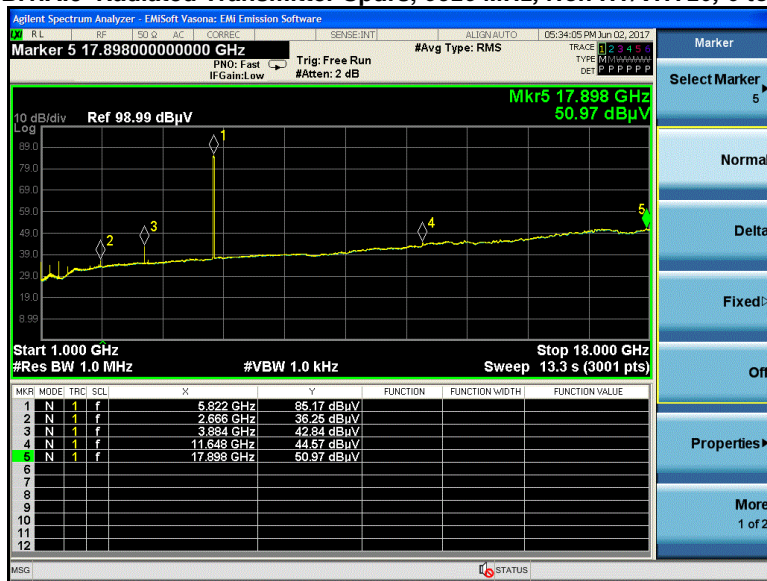 Agilent Spectrum Analyzer - EMiSoft Vasona: EMi Emission Software
RL RF 50 Ω AC CORREC SENSE:INT ALIGN AUTO 05:34:05 PM Jun 02, 2017
Marker 5 17.898000000000 GHz #Avg Type: RMS TRACE 1 2 3 4 5 6
PNO: Fast Trig: Free Run TYPE
IFGain:Low #Atten: 2 dB DET P P P P P P
Marker
Select Marker
5
Normal
Delta
Fixed
Off
Properties
More
1 of 2
Mkr5 17.898 GHz
10 dB/div Ref 98.99 dBµV 50.97 dBµV
Log
89.0
79.0
69.0
59.0
49.0
39.0
29.0
19.0
8.99
1
2
3
4
5
Start 1.000 GHz Stop 18.000 GHz
#Res BW 1.0 MHz #VBW 1.0 kHz Sweep 13.3 s (3001 pts)
MKR MODE TRC SCL X Y FUNCTION FUNCTION WIDTH FUNCTION VALUE
1 N 1 f 5.822 GHz 85.17 dBµV
2 N 1 f 2.666 GHz 36.25 dBµV
3 N 1 f 3.884 GHz 42.84 dBµV
4 N 1 f 11.648 GHz 44.57 dBµV
5 N 1 f 17.898 GHz 50.97 dBµV
6
7
8
9
10
11
12
MSG STATUS